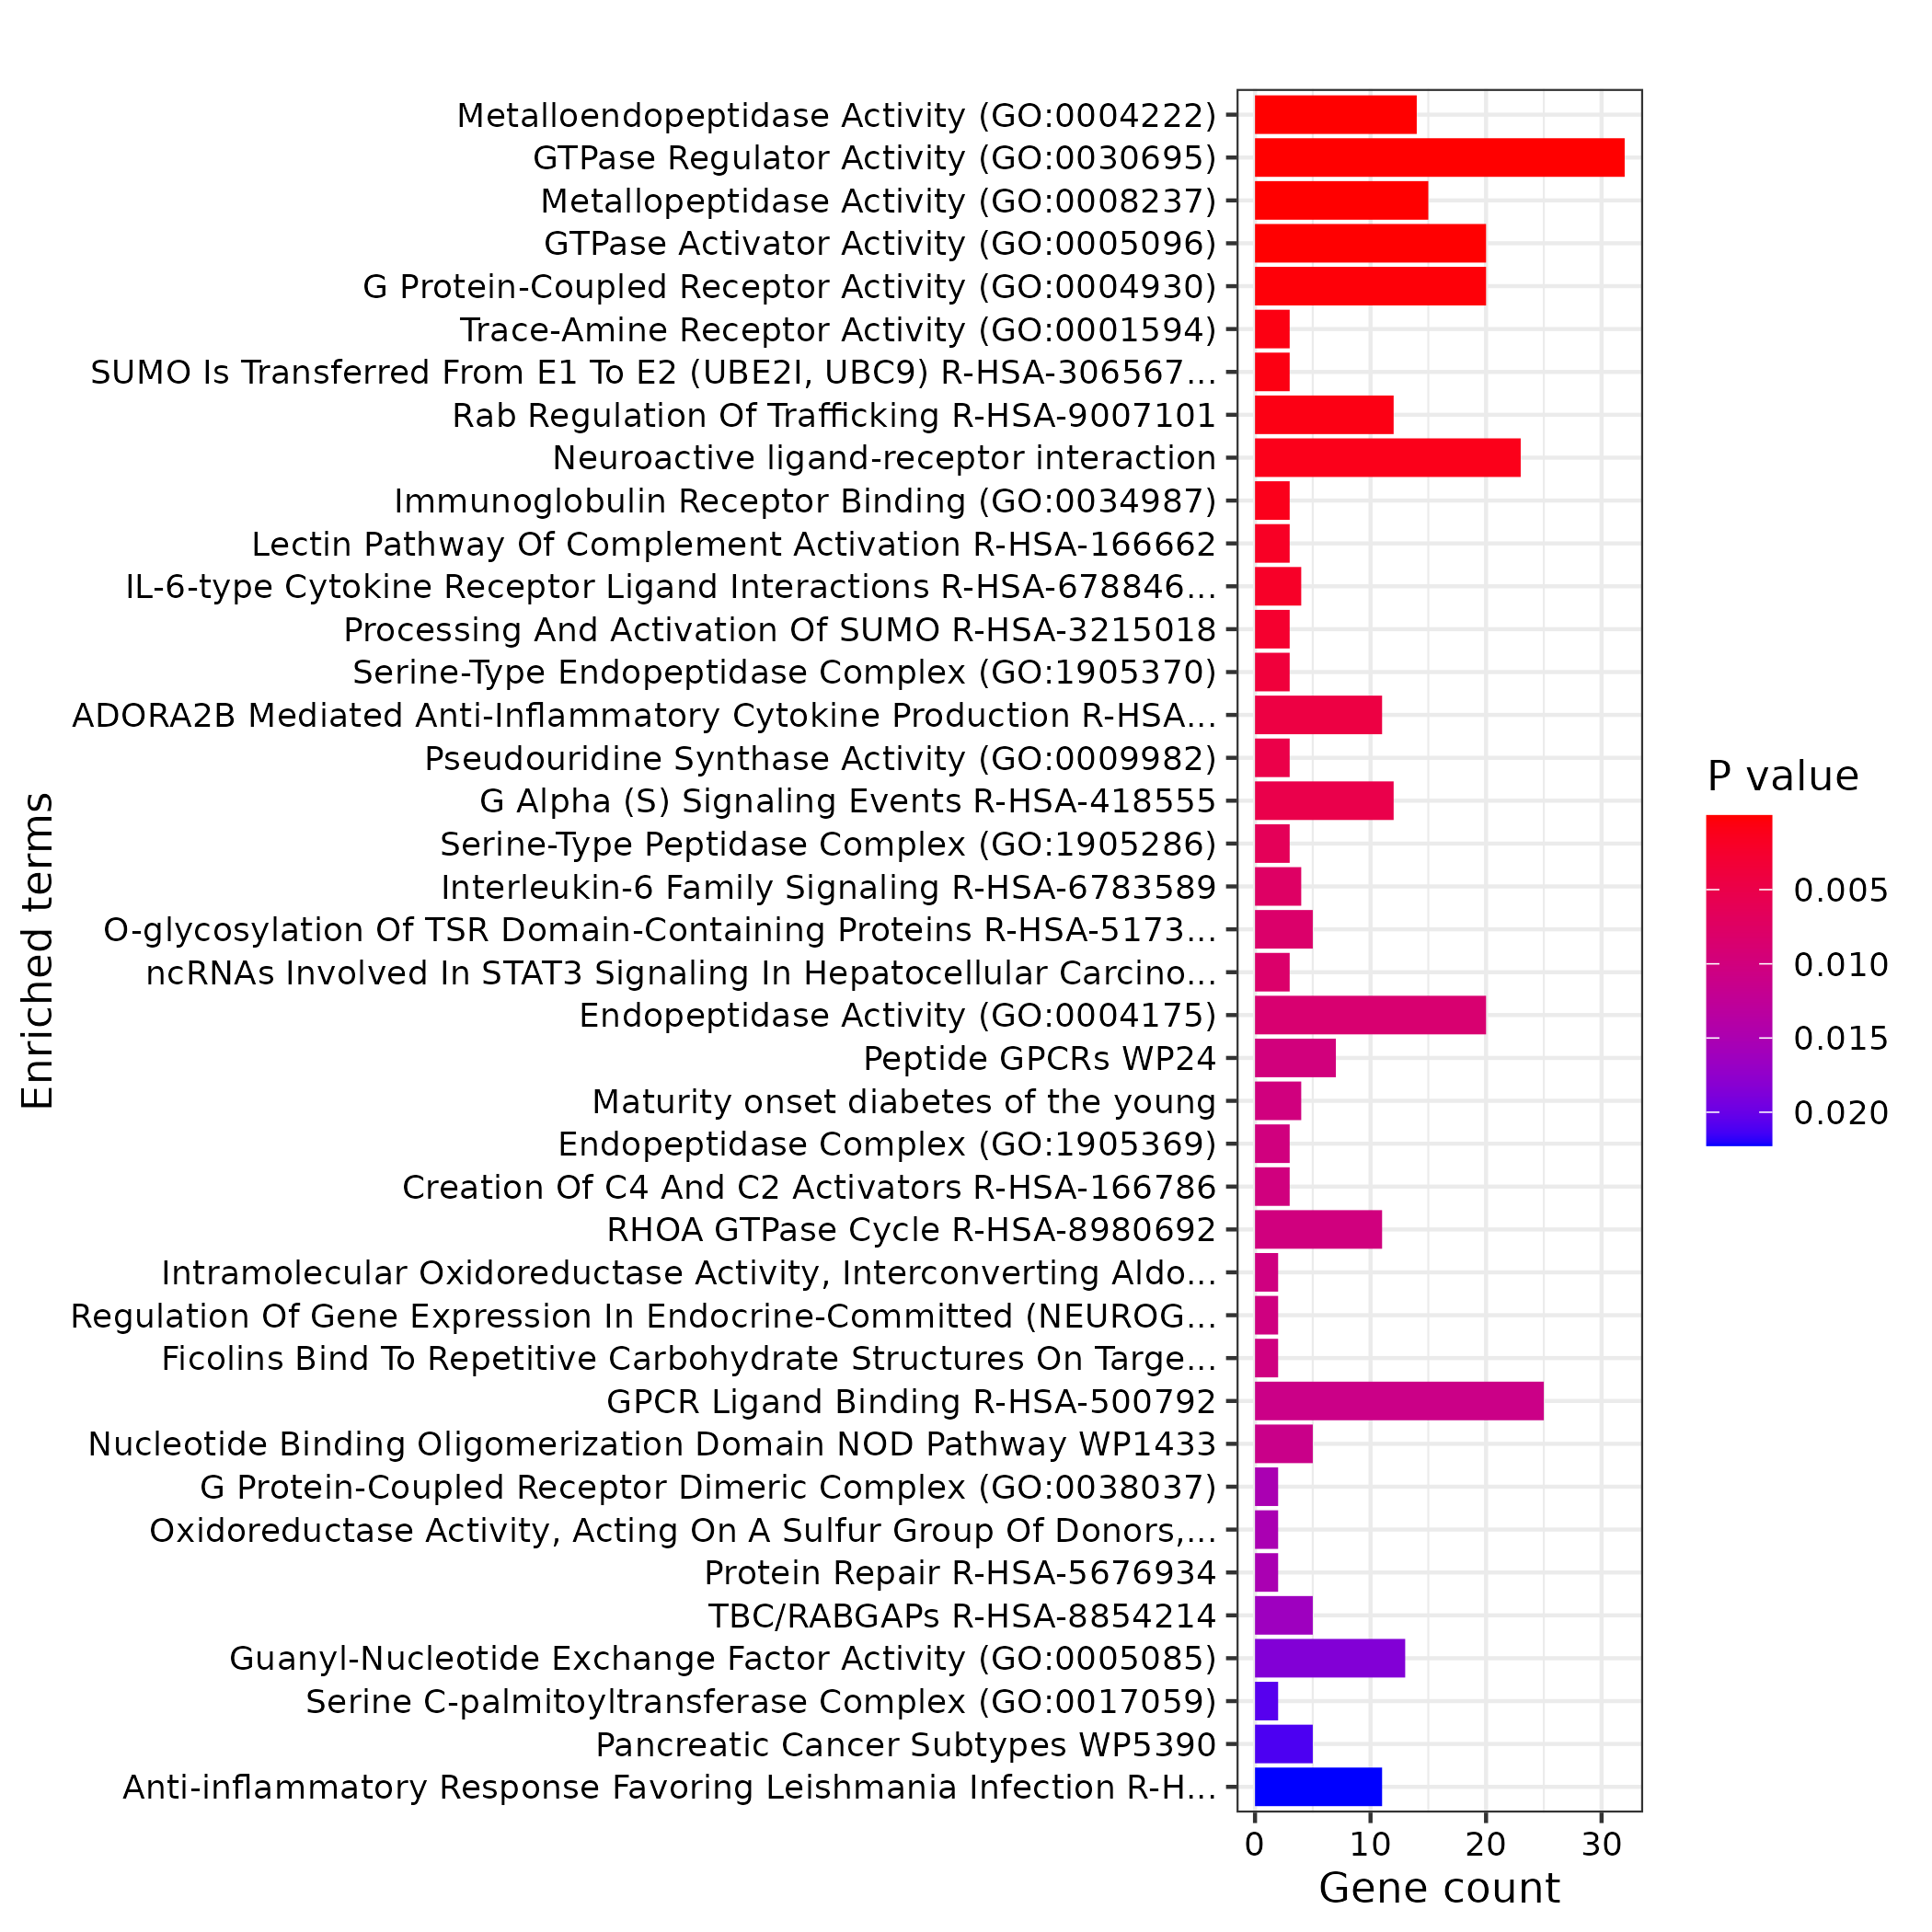 Metalloendopeptidase Activity (GO:0004222)
GTPase Regulator Activity (GO:0030695)
Metallopeptidase Activity (GO:0008237)
GTPase Activator Activity (GO:0005096)
G Protein-Coupled Receptor Activity (GO:0004930)
Trace-Amine Receptor Activity (GO:0001594)
SUMO Is Transferred From E1 To E2 (UBE2I, UBC9) R-HSA-306567...
Rab Regulation Of Trafficking R-HSA-9007101
Neuroactive ligand-receptor interaction
Immunoglobulin Receptor Binding (GO:0034987)
Lectin Pathway Of Complement Activation R-HSA-166662
IL-6-type Cytokine Receptor Ligand Interactions R-HSA-678846...
Processing And Activation Of SUMO R-HSA-3215018
Serine-Type Endopeptidase Complex (GO:1905370)
ADORA2B Mediated Anti-Inflammatory Cytokine Production R-HSA...
Pseudouridine Synthase Activity (GO:0009982)
G Alpha (S) Signaling Events R-HSA-418555
Serine-Type Peptidase Complex (GO:1905286)
Interleukin-6 Family Signaling R-HSA-6783589
O-glycosylation Of TSR Domain-Containing Proteins R-HSA-5173...
ncRNAs Involved In STAT3 Signaling In Hepatocellular Carcino...
Endopeptidase Activity (GO:0004175)
Peptide GPCRs WP24
Maturity onset diabetes of the young
Endopeptidase Complex (GO:1905369)
Creation Of C4 And C2 Activators R-HSA-166786
RHOA GTPase Cycle R-HSA-8980692
Intramolecular Oxidoreductase Activity, Interconverting Aldo...
Regulation Of Gene Expression In Endocrine-Committed (NEUROG...
Ficolins Bind To Repetitive Carbohydrate Structures On Targe...
GPCR Ligand Binding R-HSA-500792
Nucleotide Binding Oligomerization Domain NOD Pathway WP1433
G Protein-Coupled Receptor Dimeric Complex (GO:0038037)
Oxidoreductase Activity, Acting On A Sulfur Group Of Donors,...
Protein Repair R-HSA-5676934
TBC/RABGAPs R-HSA-8854214
Guanyl-Nucleotide Exchange Factor Activity (GO:0005085)
Serine C-palmitoyltransferase Complex (GO:0017059)
Pancreatic Cancer Subtypes WP5390
Anti-inflammatory Response Favoring Leishmania Infection R-H...
Enriched terms
0 10 20 30
Gene count
P value
0.005
0.010
0.015
0.020